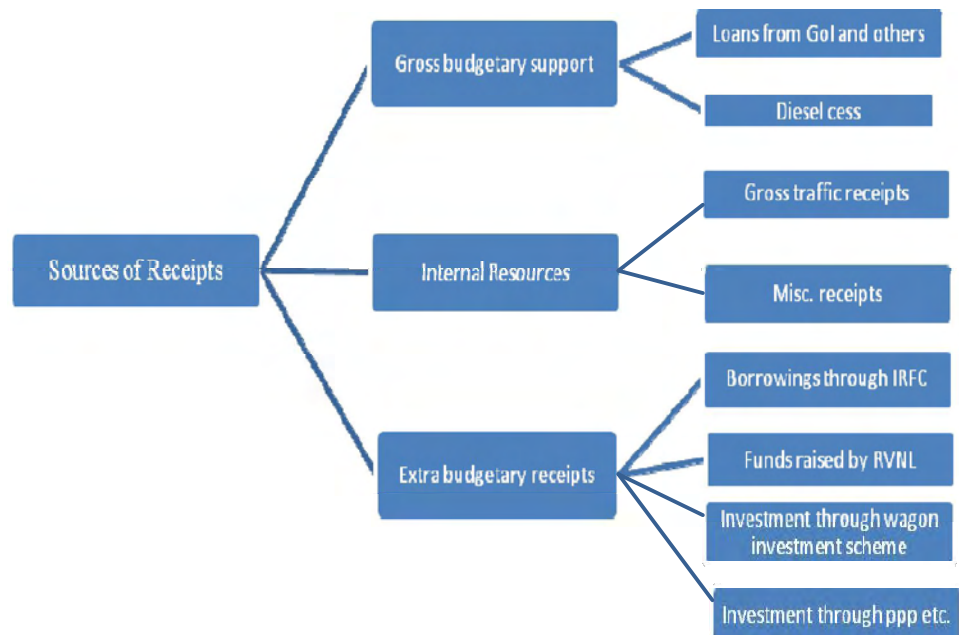 Sources of Receipts
Gross budgetary support
Loans from GoI and others
Diesel cess
Internal Resources
Gross traffic receipts
Misc. receipts
Extra budgetary receipts
Borrowings through IRFC
Funds raised by RVNL
Investment through wagon
investment scheme
Investment through ppp etc.